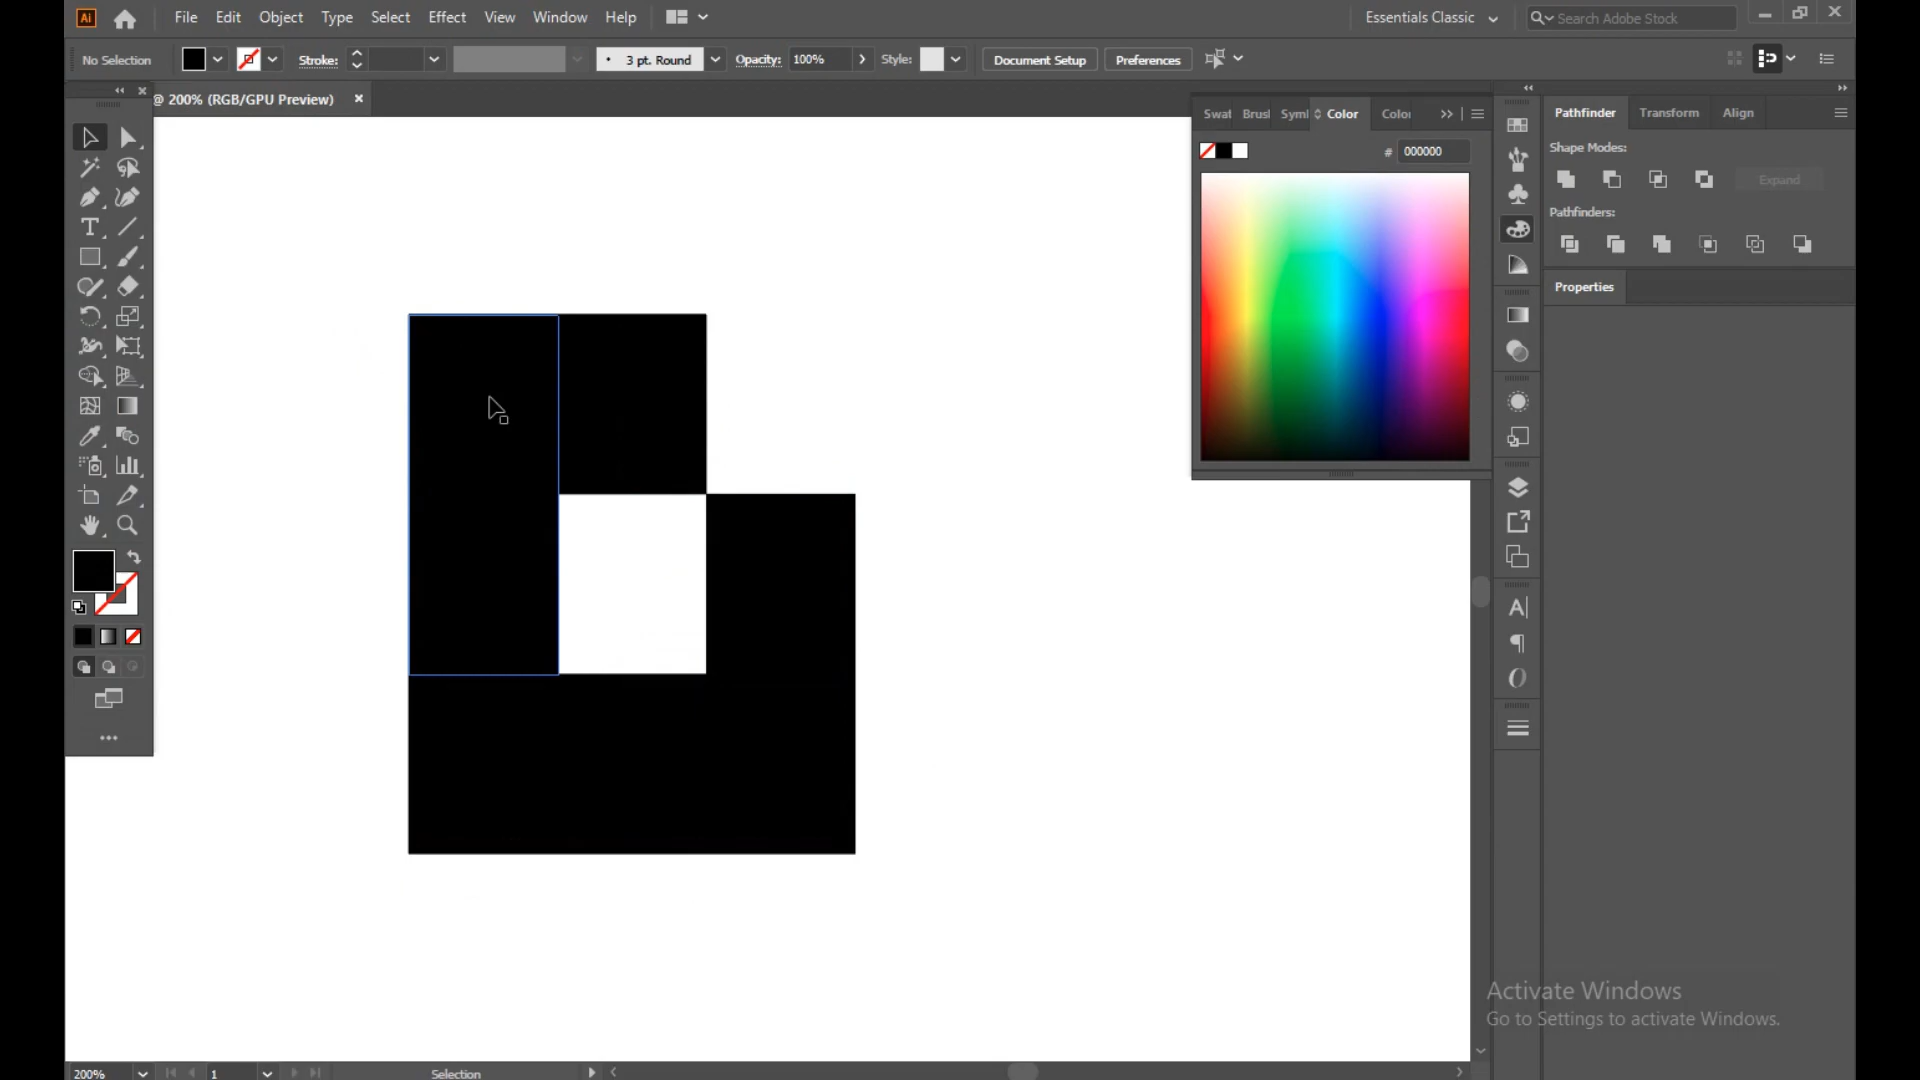 Ai File Edit Object Type Select Effect View Window Help Essentials Classic Search Adobe Stock
No Selection Stroke: 3 pt. Round Opacity: 100% Style: Document Setup Preferences
@ 200% (RGB/GPU Preview)
Swat Brusl Symt Color Color Pathfinder Transform Align
# 000000
Shape Modes:
Expand
Pathfinders:
Properties
Activate Windows
Go to Settings to activate Windows.
200% 1 Selection